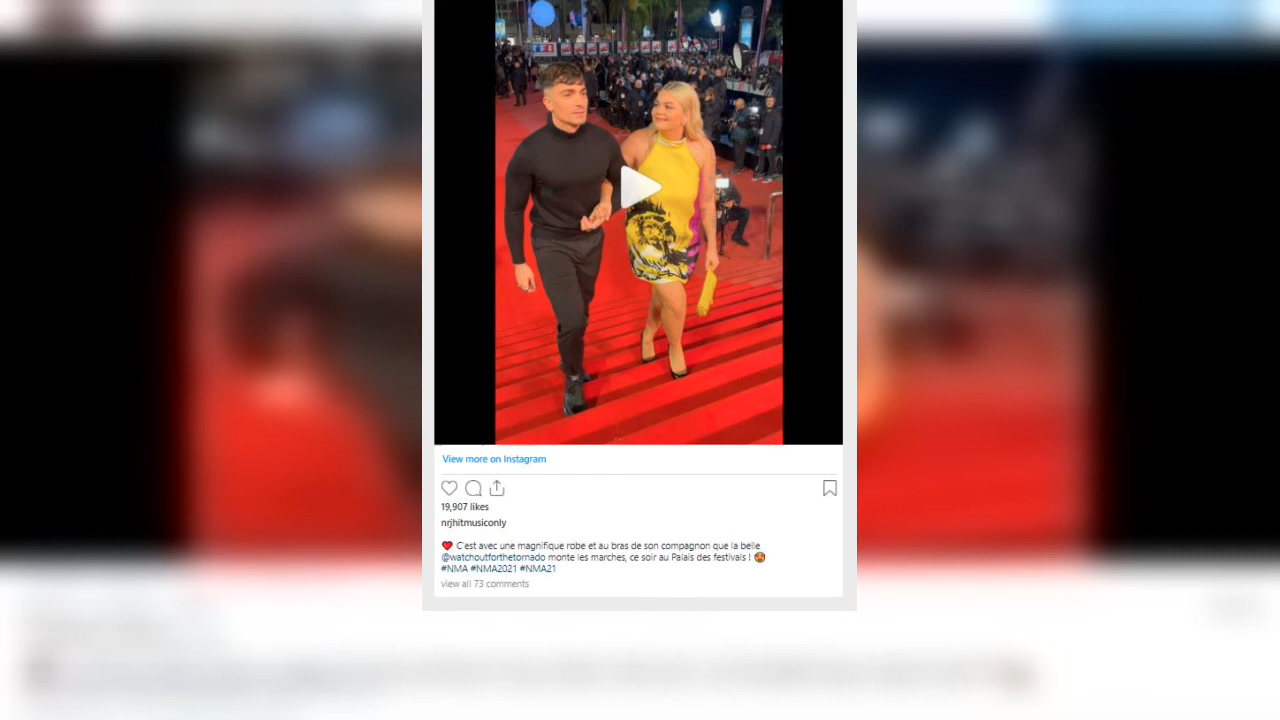 View more on Instagram
19,907 likes
nrjhitmusiconly
C'est avec une magnifique robe et au bras de son compagnon que la belle
@watchoutforthetornado monte les marches, ce soir au Palais des festivals !
#NMA #NMA2021 #NMA21
view all 73 comments